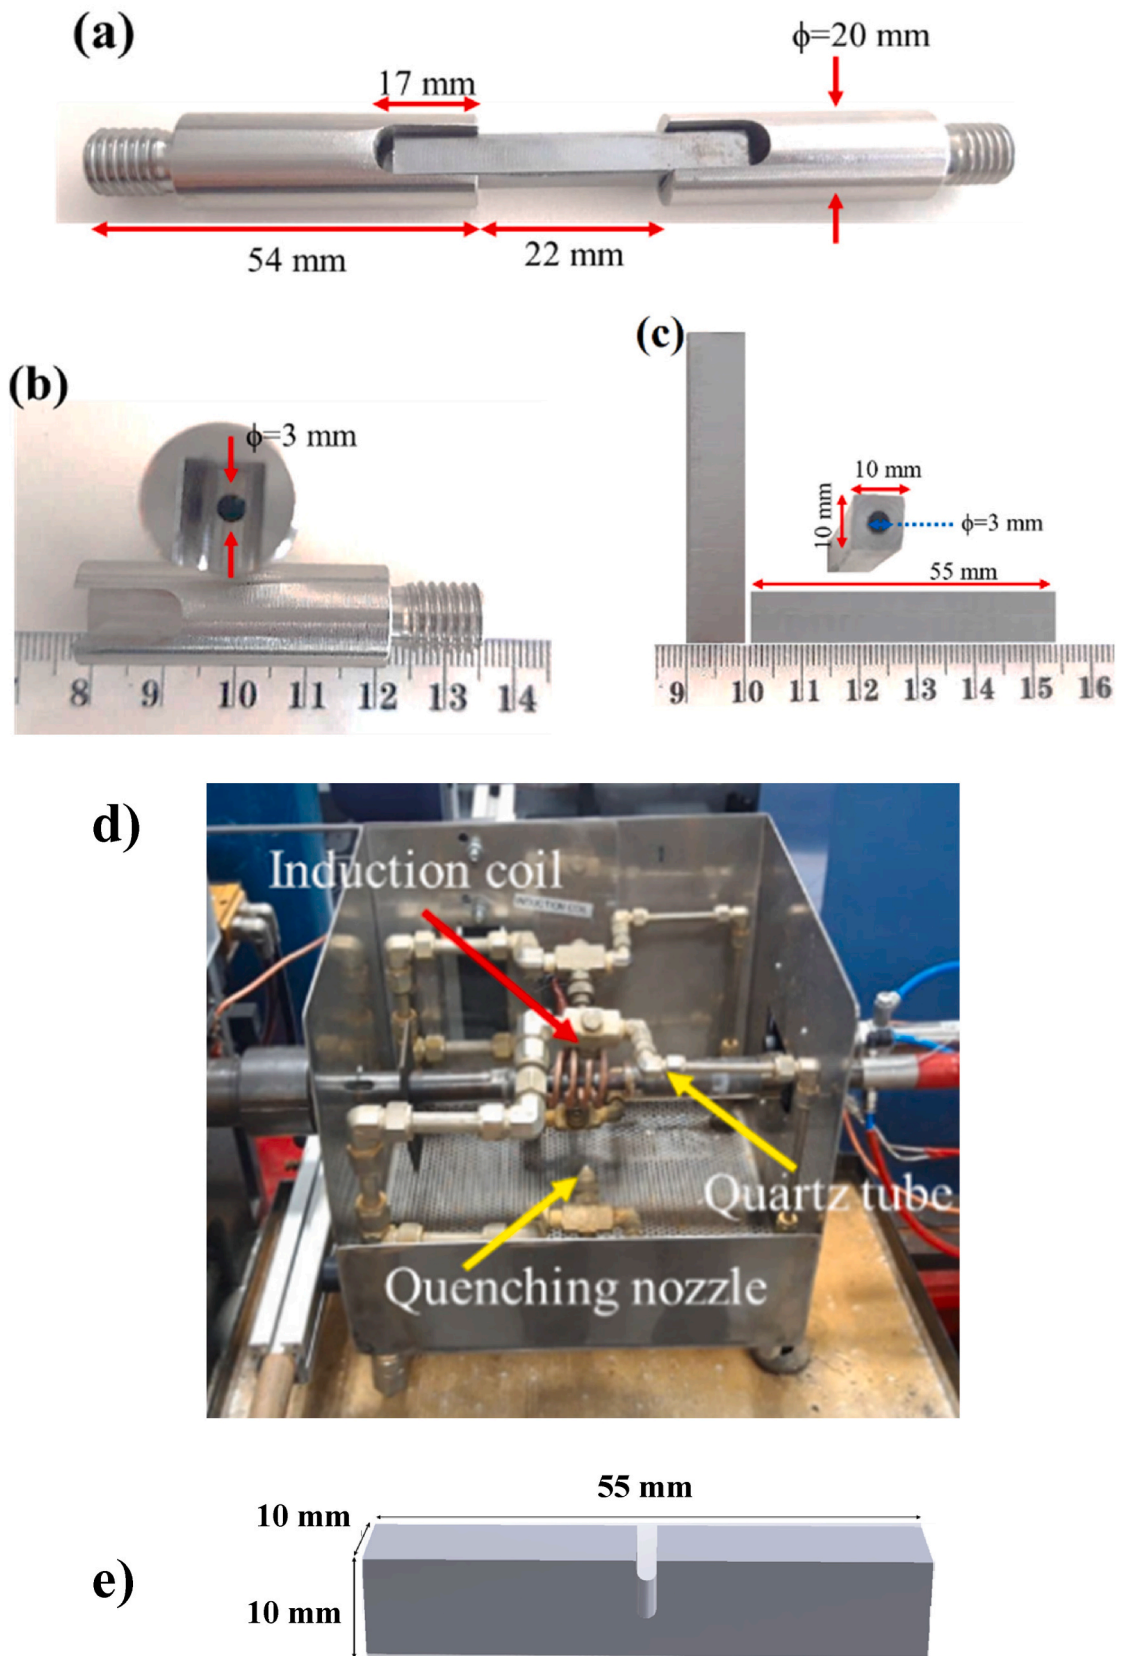 (a)
ϕ=20 mm
17 mm
54 mm
22 mm
(b)
ϕ=3 mm
8 9 10 11 12 13 14
(c)
10 mm
10 mm
ϕ=3 mm
55 mm
9 10 11 12 13 14 15 16
d)
Induction coil
INDUCTION COIL
Quartz tube
Quenching nozzle
55 mm
10 mm
e)
10 mm